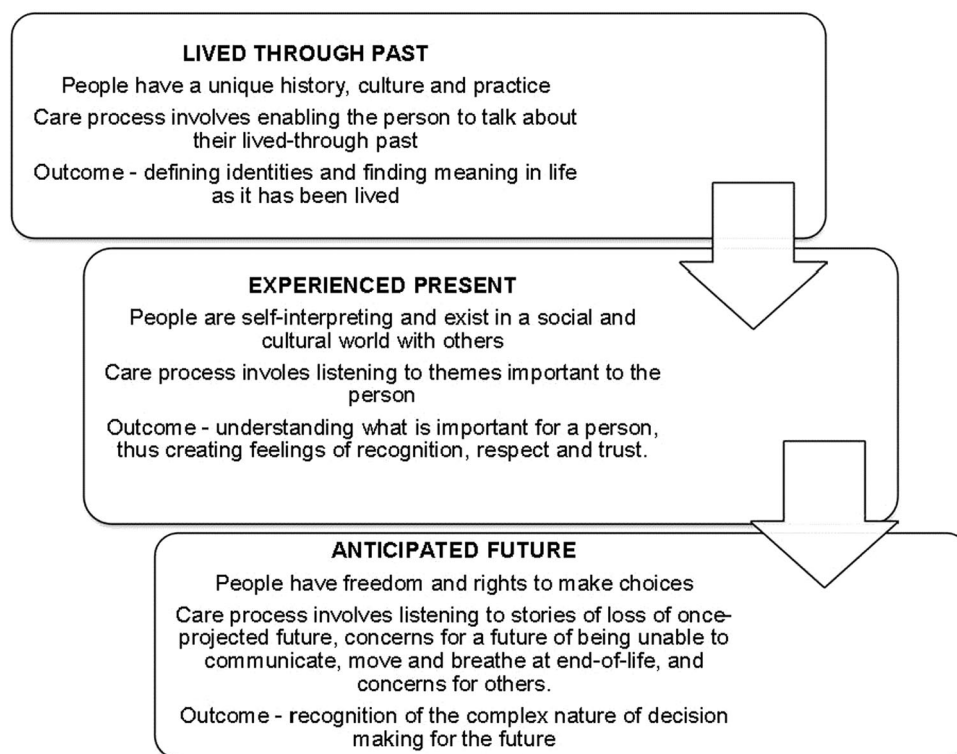 LIVED THROUGH PAST
People have a unique history, culture and practice
Care process involves enabling the person to talk about
their lived-through past
Outcome - defining identities and finding meaning in life
as it has been lived
EXPERIENCED PRESENT
People are self-interpreting and exist in a social and
cultural world with others
Care process involes listening to themes important to the
person
Outcome - understanding what is important for a person,
thus creating feelings of recognition, respect and trust.
ANTICIPATED FUTURE
People have freedom and rights to make choices
Care process involves listening to stories of loss of once-
projected future, concerns for a future of being unable to
communicate, move and breathe at end-of-life, and
concerns for others.
Outcome - recognition of the complex nature of decision
making for the future